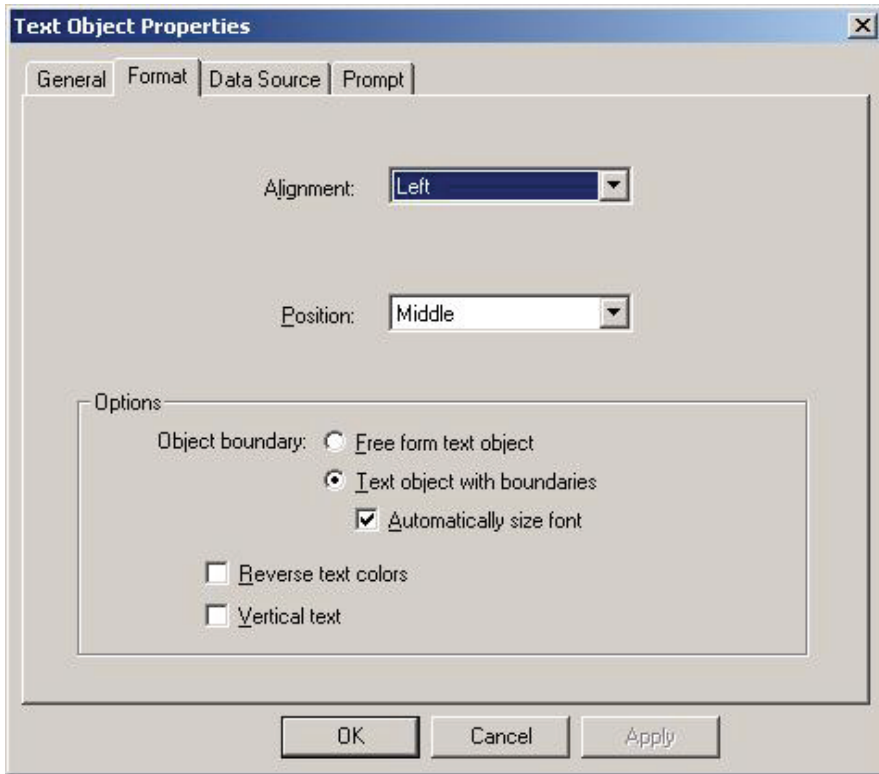 Text Object Properties
General Format Data Source Prompt
Alignment: Left
Position: Middle
Options
Object boundary: Free form text object
Text object with boundaries
Automatically size font
Reverse text colors
Vertical text
OK Cancel Apply